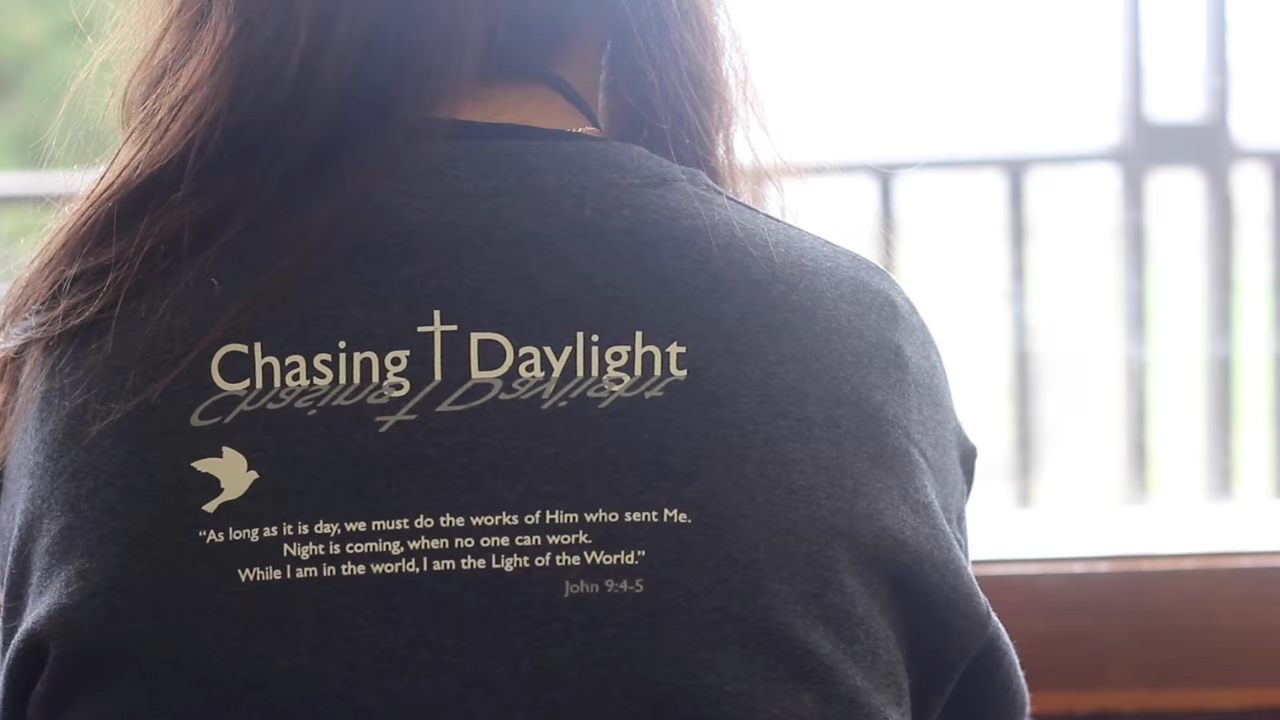 Chasing Daylight
Chasing Daylight
“As long as it is day, we must do the works of Him who sent Me.
Night is coming, when no one can work.
While I am in the world, I am the Light of the World.”
John 9:4-5